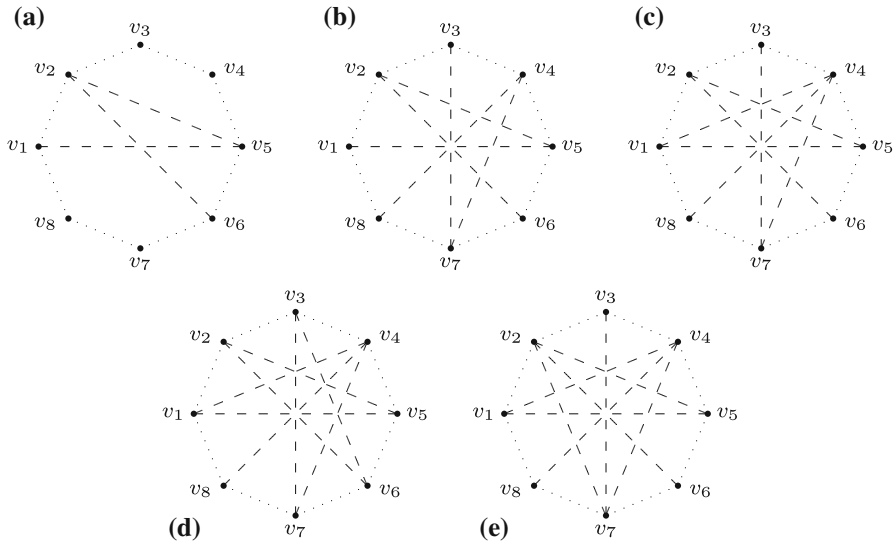 (a) (b) (c)
v3 v3 v3
v2 v4 v2 v4 v2 v4
v1 v5 v1 v5 v1 v5
v8 v6 v8 v6 v8 v6
v7 v7 v7
v3 v3
v2 v4 v2 v4
v1 v5 v1 v5
v8 v6 v8 v6
(d) v7 (e) v7